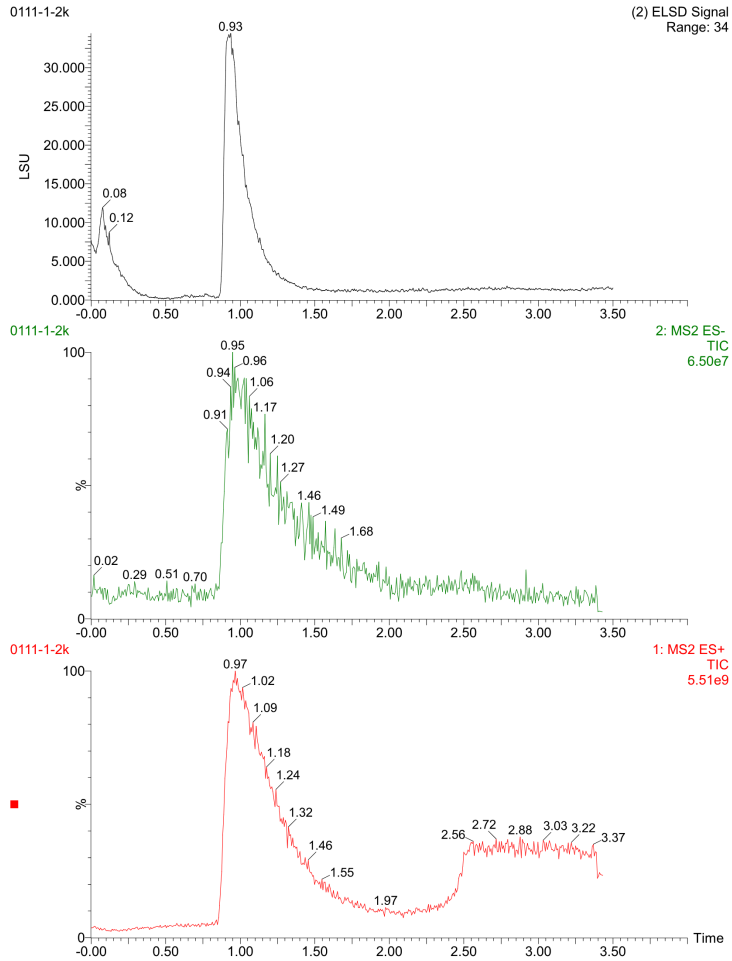 0111-1-2k
(2) ELSD Signal
Range: 34
0.93
30.000
25.000
20.000
15.000
10.000
5.000
0.000
LSU
0.08
0.12
-0.00 0.50 1.00 1.50 2.00 2.50 3.00 3.50
0111-1-2k
2: MS2 ES-
TIC
6.50e7
100
%
0
0.95
0.96
0.94
1.06
0.91
1.17
1.20
1.27
1.46
1.49
1.68
0.02
0.29
0.51
0.70
-0.00 0.50 1.00 1.50 2.00 2.50 3.00 3.50
0111-1-2k
1: MS2 ES+
TIC
5.51e9
100
%
0
0.97
1.02
1.09
1.18
1.24
1.32
1.46
1.55
1.97
2.56
2.72
2.88
3.03
3.22
3.37
Time
-0.00 0.50 1.00 1.50 2.00 2.50 3.00 3.50